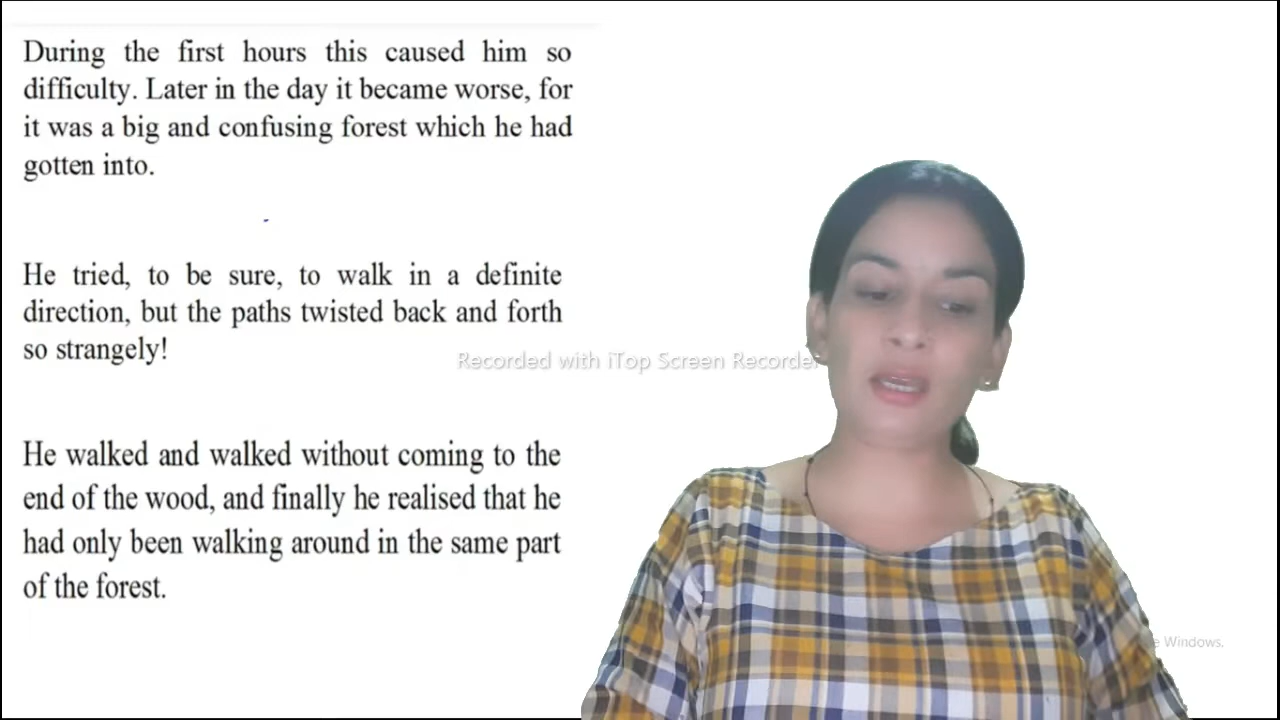 During the first hours this caused him so
difficulty. Later in the day it became worse, for
it was a big and confusing forest which he had
gotten into.
He tried, to be sure, to walk in a definite
direction, but the paths twisted back and forth
so strangely!
Recorded with iTop Screen Recorder
He walked and walked without coming to the
end of the wood, and finally he realised that he
had only been walking around in the same part
of the forest.
e Windows.